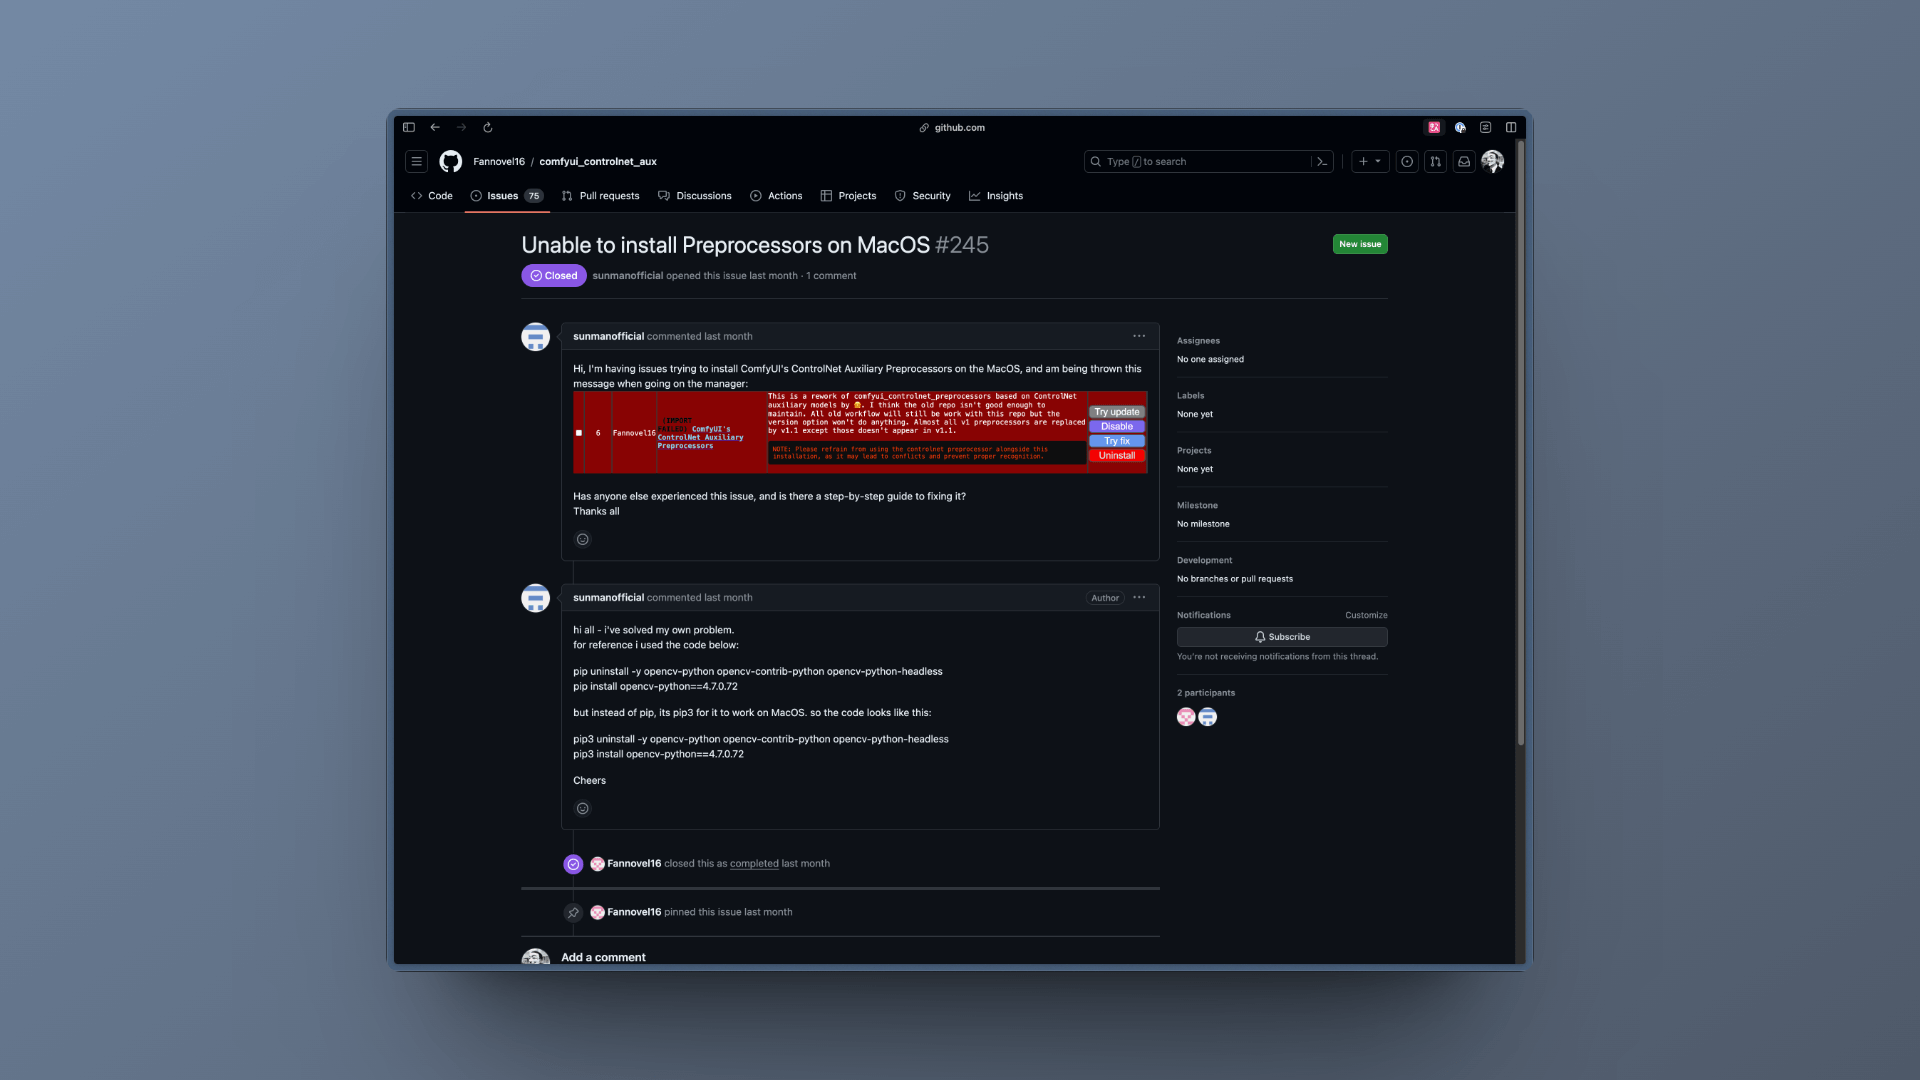 github.com
Fannovel16 / comfyui_controlnet_aux
Type / to search
Code
Issues 75
Pull requests
Discussions
Actions
Projects
Security
Insights
Unable to install Preprocessors on MacOS #245
New issue
Closed
sunmanofficial opened this issue last month · 1 comment
sunmanofficial commented last month
Hi, I'm having issues trying to install ComfyUI's ControlNet Auxiliary Preprocessors on the MacOS, and am being thrown this
message when going on the manager:
6
Fannovel16
(IMPORT
FAILED) ComfyUI's
ControlNet Auxiliary
Preprocessors
This is a rework of comfyui_controlnet_preprocessors based on ControlNet
auxiliary models by 🤗. I think the old repo isn't good enough to
maintain. All old workflow will still be work with this repo but the
version option won't do anything. Almost all v1 preprocessors are replaced
by v1.1 except those doesn't appear in v1.1.
NOTE: Please refrain from using the controlnet preprocessor alongside this
installation, as it may lead to conflicts and prevent proper recognition.
Try update
Disable
Try fix
Uninstall
Has anyone else experienced this issue, and is there a step-by-step guide to fixing it?
Thanks all
sunmanofficial commented last month
Author
hi all - i've solved my own problem.
for reference i used the code below:
pip uninstall -y opencv-python opencv-contrib-python opencv-python-headless
pip install opencv-python==4.7.0.72
but instead of pip, its pip3 for it to work on MacOS. so the code looks like this:
pip3 uninstall -y opencv-python opencv-contrib-python opencv-python-headless
pip3 install opencv-python==4.7.0.72
Cheers
Fannovel16 closed this as completed last month
Fannovel16 pinned this issue last month
Add a comment
Assignees
No one assigned
Labels
None yet
Projects
None yet
Milestone
No milestone
Development
No branches or pull requests
Notifications
Customize
Subscribe
You're not receiving notifications from this thread.
2 participants